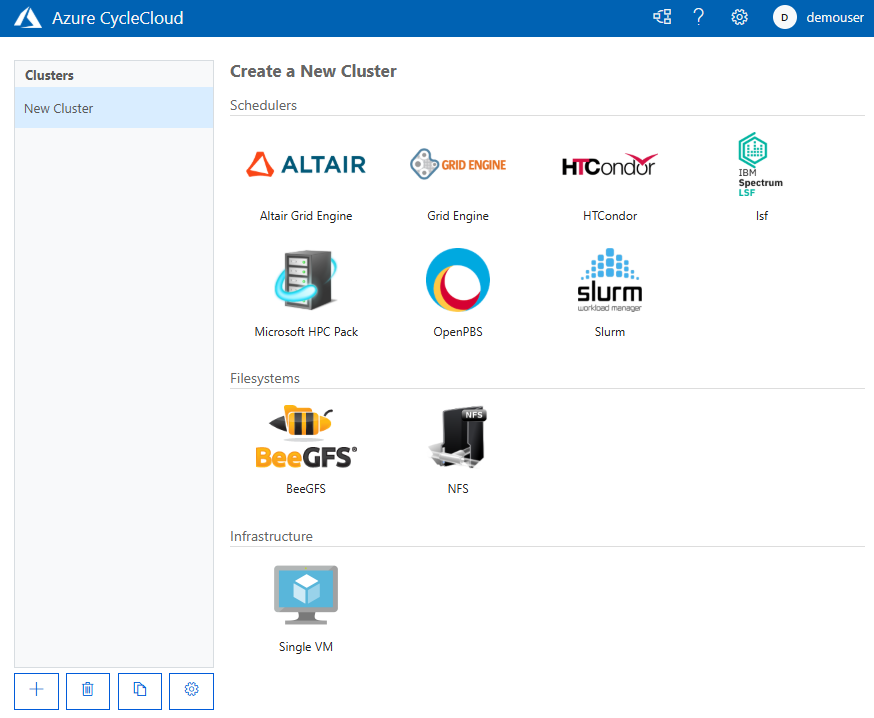 Azure CycleCloud
D
demouser
Clusters
New Cluster
Create a New Cluster
Schedulers
ALTAIR
Altair Grid Engine
GRID ENGINE
Grid Engine
HTCondor
HTCondor
IBM
Spectrum
LSF
lsf
Microsoft HPC Pack
OpenPBS
slurm
workload manager
Slurm
Filesystems
BeeGFS®
BeeGFS
NFS
NFS
Infrastructure
Single VM